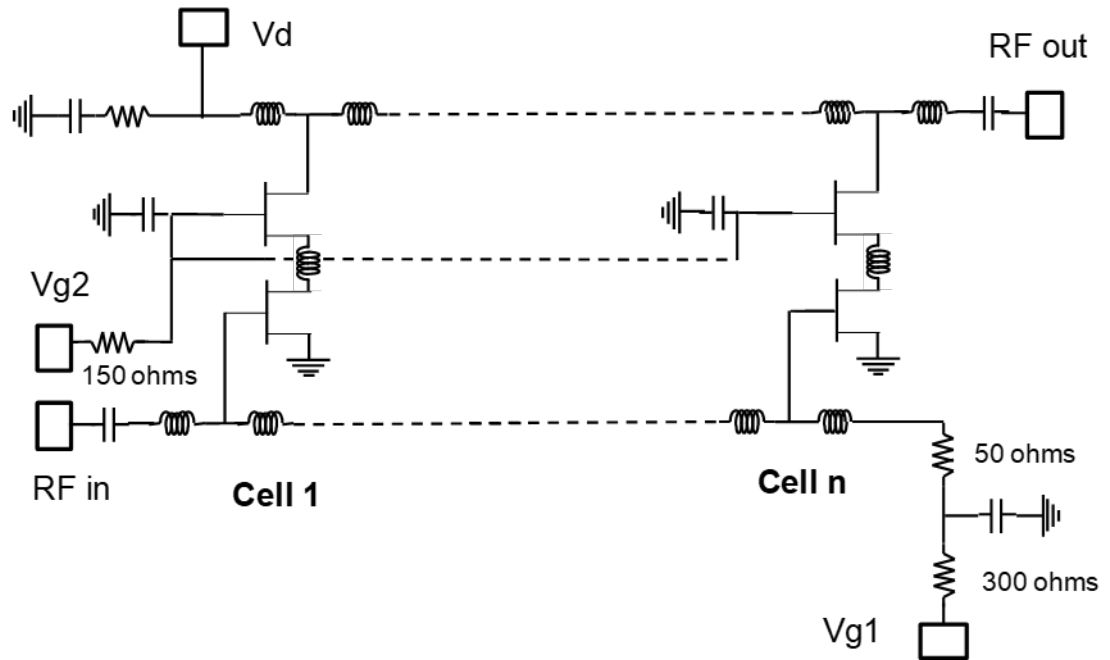 Vd
RF out
Vg2
150 ohms
RF in
Cell 1
Cell n
50 ohms
300 ohms
Vg1